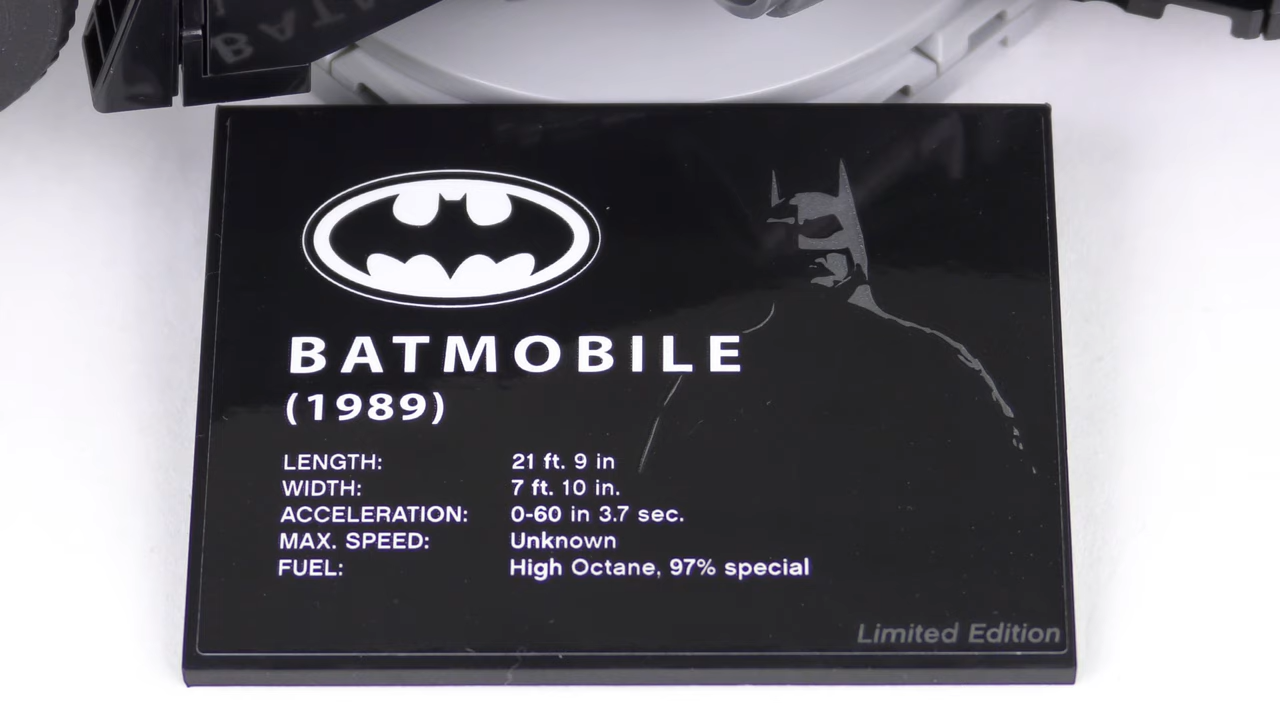 BATMOBILE
(1989)
LENGTH: 21 ft. 9 in
WIDTH: 7 ft. 10 in.
ACCELERATION: 0-60 in 3.7 sec.
MAX. SPEED: Unknown
FUEL: High Octane, 97% special
Limited Edition